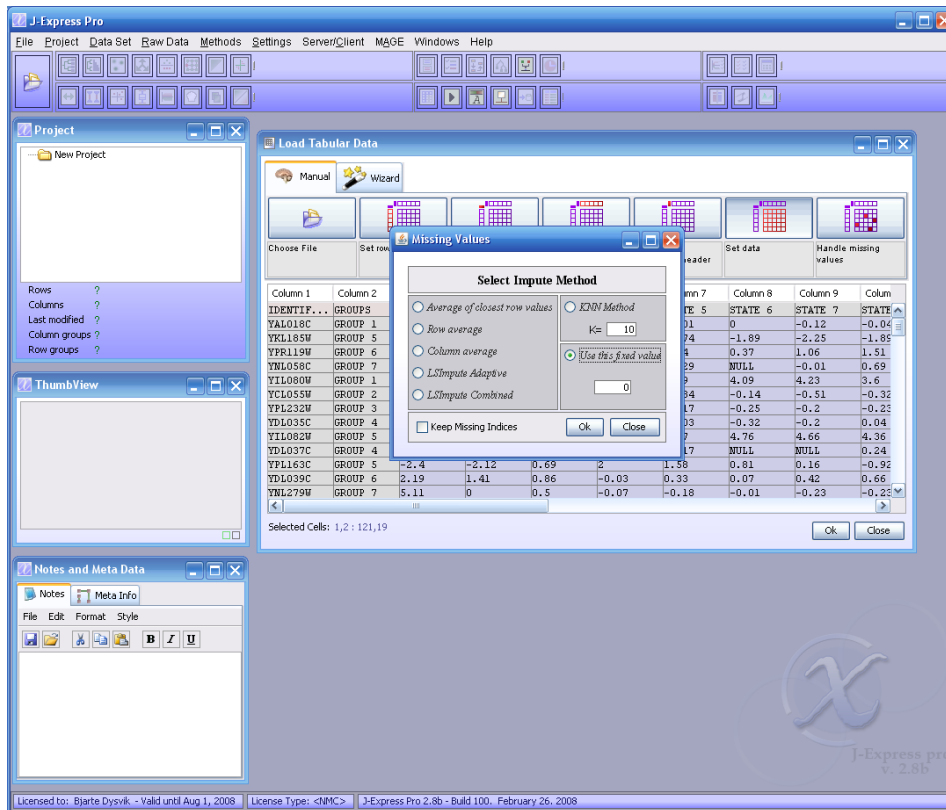 J-Express Pro
File Project Data Set Raw Data Methods Settings Server/Client MAGE Windows Help
Project
New Project
Rows ?
Columns ?
Last modified ?
Column groups ?
Row groups ?
ThumbView
Notes and Meta Data
Notes Meta Info
File Edit Format Style
B I U
Load Tabular Data
Manual Wizard
Choose File Set row eader Set data Handle missing
values
Column 1 Column 2 mn 7 Column 8 Column 9 Colum
IDENTIF... GROUPS TE 5 STATE 6 STATE 7 STATE
YAL018C GROUP 1 01 0 -0.12 -0.04
YKL185W GROUP 5 74 -1.89 -2.25 -1.89
YPR119W GROUP 6 4 0.37 1.06 1.51
YNL058C GROUP 7 29 NULL -0.01 0.69
YIL080W GROUP 1 9 4.09 4.23 3.6
YCL055W GROUP 2 34 -0.14 -0.51 -0.32
YPL232W GROUP 3 17 -0.25 -0.2 -0.23
YDL035C GROUP 4 03 -0.32 -0.2 0.04
YIL082W GROUP 5 7 4.76 4.66 4.36
YDL037C GROUP 4 17 NULL NULL 0.24
YPL163C GROUP 5 -2.4 -2.12 0.69 2 1.58 0.81 0.16 -0.92
YDL039C GROUP 6 2.19 1.41 0.86 -0.03 0.33 0.07 0.42 0.66
YNL279W GROUP 7 5.11 0 0.5 -0.07 -0.18 -0.01 -0.23 -0.23
Selected Cells: 1,2 : 121,19
Ok Close
Missing Values
Select Impute Method
Average of closest row values
Row average
Column average
LSImpute Adaptive
LSImpute Combined
KNN Method
K= 10
Use this fixed value
0
Keep Missing Indices Ok Close
J-Express pro
v. 2.8b
Licensed to: Bjarte Dysvik - Valid until Aug 1, 2008 License Type: <NMC> J-Express Pro 2.8b - Build 100. February 26. 2008